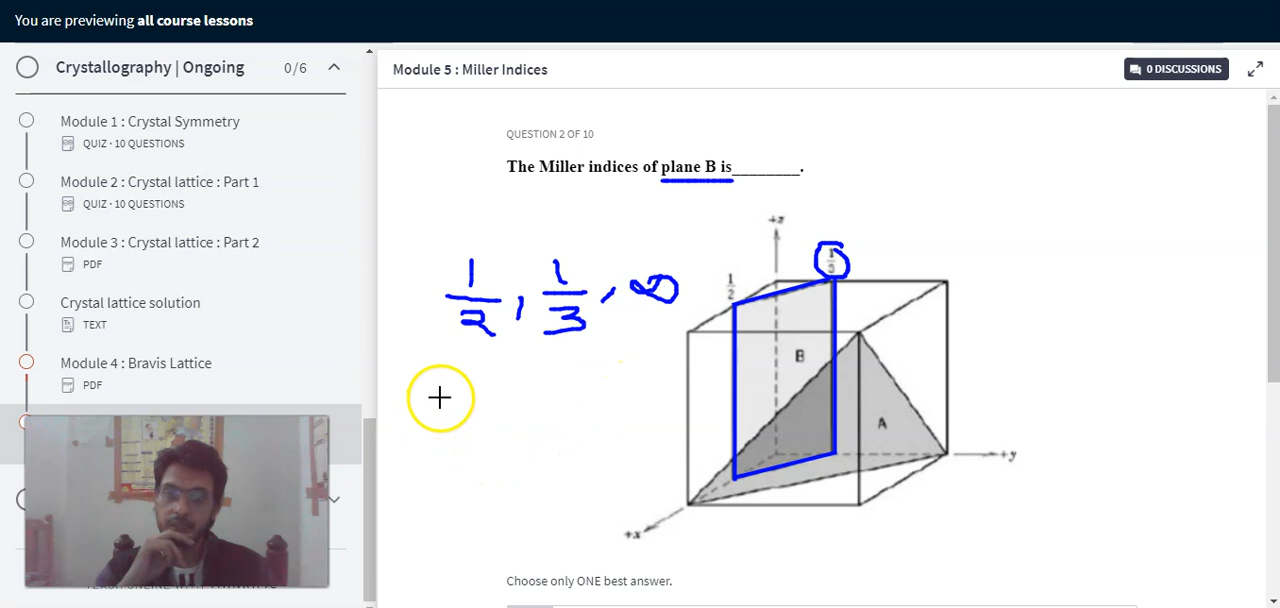 You are previewing all course lessons
Crystallography | Ongoing
0/6
Module 1 : Crystal Symmetry
QUIZ · 10 QUESTIONS
Module 2 : Crystal lattice : Part 1
QUIZ · 10 QUESTIONS
Module 3 : Crystal lattice : Part 2
PDF
Crystal lattice solution
TEXT
Module 4 : Bravis Lattice
PDF
Module 5 : Miller Indices
0 DISCUSSIONS
QUESTION 2 OF 10
The Miller indices of plane B is________.
1/2, 1/3, ∞
+z
1/3
1/2
B
A
+y
+x
Choose only ONE best answer.